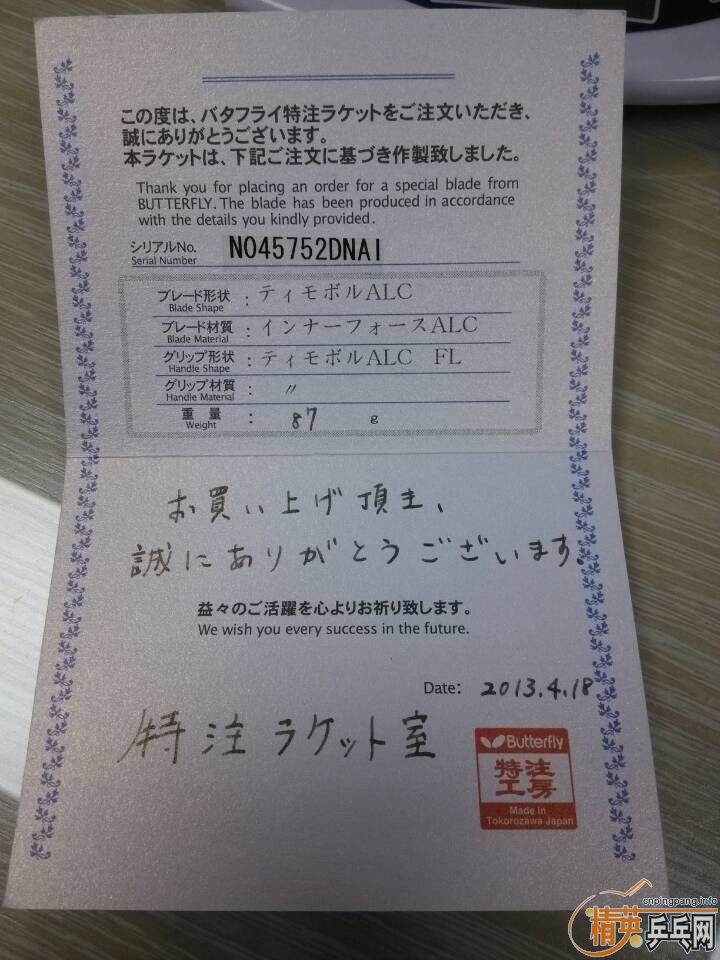 この度は、バタフライ特注ラケットをご注文いただき、
誠にありがとうございます。
本ラケットは、下記ご注文に基づき作製致しました。
Thank you for placing an order for a special blade from
BUTTERFLY. The blade has been produced in accordance
with the details you kindly provided.
シリアルNo. NO45752DNAI
Serial Number
ブレード形状 : ティモボルALC
Blade Shape
ブレード材質 : インナーフォースALC
Blade Material
グリップ形状 : ティモボルALC FL
Handle Shape
グリップ材質 : 〃
Handle Material
重量 : 87 g
Weight
お買い上げ頂き、
誠にありがとうございます.
益々のご活躍を心よりお祈り致します。
We wish you every success in the future.
Date: 2013.4.18
特注ラケット室
Butterfly
特注
工房
Made in
Tokorozawa Japan
cnpingpang.info
精英乒乓网